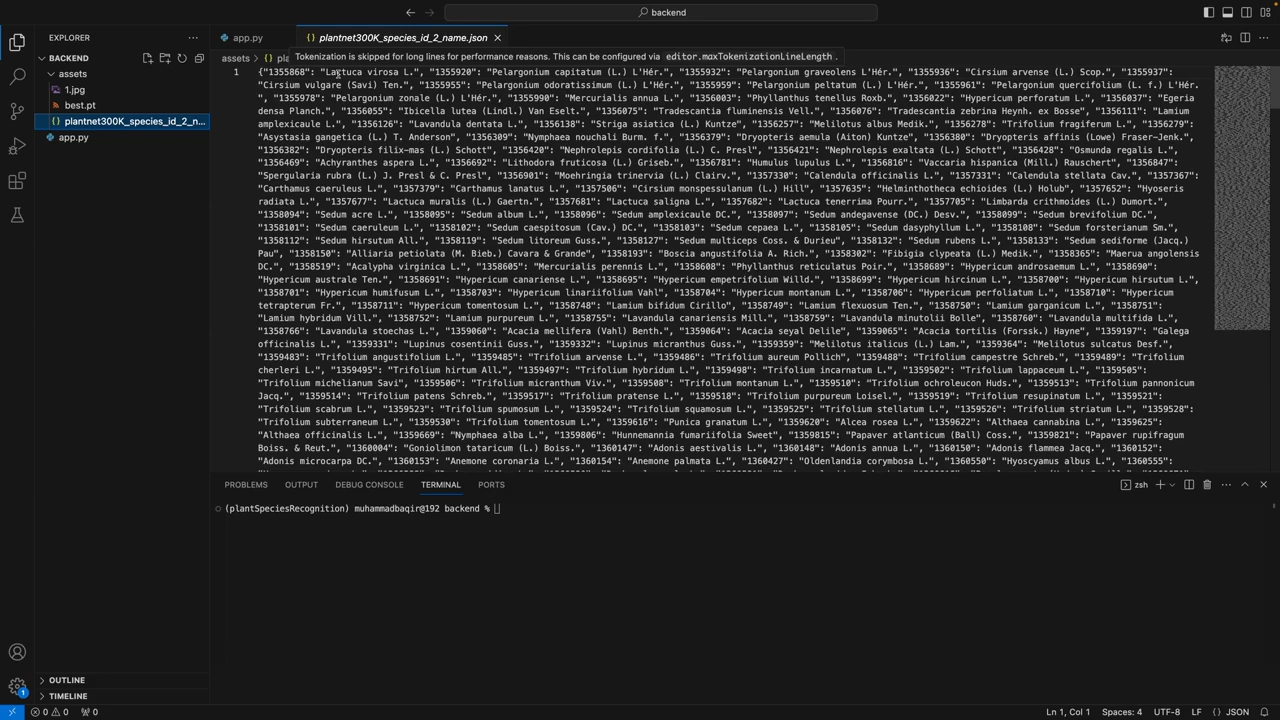 backend
EXPLORER
BACKEND
assets
1.jpg
best.pt
plantnet300K_species_id_2_n...
app.py
OUTLINE
TIMELINE
app.py
plantnet300K_species_id_2_name.json
assets
Tokenization is skipped for long lines for performance reasons. This can be configured via editor.maxTokenizationLineLength .
1
{"1355868": "Lactuca virosa L.", "1355920": "Pelargonium capitatum (L.) L'Hér.", "1355932": "Pelargonium graveolens L'Hér.", "1355936": "Cirsium arvense (L.) Scop.", "1355937":
"Cirsium vulgare (Savi) Ten.", "1355955": "Pelargonium odoratissimum (L.) L'Hér.", "1355959": "Pelargonium peltatum (L.) L'Hér.", "1355961": "Pelargonium quercifolium (L. f.) L'Hér.
", "1355978": "Pelargonium zonale (L.) L'Hér.", "1355990": "Mercurialis annua L.", "1356003": "Phyllanthus tenellus Roxb.", "1356022": "Hypericum perforatum L.", "1356037": "Egeria
densa Planch.", "1356055": "Ibicella lutea (Lindl.) Van Eselt.", "1356075": "Tradescantia fluminensis Vell.", "1356075": "Tradescantia zebrina Heynh. ex Bosse", "1356111": "Lamium
amplexicaule L.", "1356126": "Lavandula dentata L.", "1356138": "Striga asiatica (L.) Kuntze", "1356257": "Melilotus albus Medik.", "1356278": "Trifolium fragiferum L.", "1356279":
"Asystasia gangetica (L.) T. Anderson", "1356309": "Nymphaea nouchali Burm. f.", "1356379": "Dryopteris aemula (Aiton) Kuntze", "1356380": "Dryopteris affinis (Lowe) Fraser-Jenk.",
"1356382": "Dryopteris filix-mas (L.) Schott", "1356420": "Nephrolepis cordifolia (L.) C. Presl", "1356421": "Nephrolepis exaltata (L.) Schott", "1356428": "Osmunda regalis L.",
"1356469": "Achyranthes aspera L.", "1356692": "Lithodora fruticosa (L.) Griseb.", "1356781": "Humulus lupulus L.", "1356816": "Vaccaria hispanica (Mill.) Rauschert", "1356847":
"Spergularia rubra (L.) J. Presl & C. Presl", "1356901": "Moehringia trinervia (L.) Clairv.", "1357330": "Calendula officinalis L.", "1357331": "Calendula stellata Cav.", "1357367":
"Carthamus caeruleus L.", "1357379": "Carthamus lanatus L.", "1357506": "Cirsium monspessulanum (L.) Hill", "1357635": "Helminthotheca echioides (L.) Holub", "1357652": "Hyoseris
radiata L.", "1357677": "Lactuca muralis (L.) Gaertn.", "1357681": "Lactuca saligna L.", "1357682": "Lactuca tenerrima Pourr.", "1357705": "Limbarda crithmoides (L.) Dumort.",
"1358094": "Sedum acre L.", "1358095": "Sedum album L.", "1358096": "Sedum amplexicaule DC.", "1358097": "Sedum andegavense (DC.) Desv.", "1358099": "Sedum brevifolium DC.",
"1358101": "Sedum caeruleum L.", "1358102": "Sedum caespitosum (Cav.) DC.", "1358103": "Sedum cepaea L.", "1358105": "Sedum dasyphyllum L.", "1358108": "Sedum forsterianum Sm.",
"1358112": "Sedum hirsutum All.", "1358119": "Sedum litoreum Guss.", "1358127": "Sedum multiceps Coss. & Durieu", "1358132": "Sedum rubens L.", "1358133": "Sedum sediforme (Jacq.)
Pau", "1358150": "Alliaria petiolata (M. Bieb.) Cavara & Grande", "1358193": "Boscia angustifolia A. Rich.", "1358302": "Fibigia clypeata (L.) Medik.", "1358365": "Maerua angolensis
DC.", "1358519": "Acalypha virginica L.", "1358605": "Mercurialis perennis L.", "1358608": "Phyllanthus reticulatus Poir.", "1358689": "Hypericum androsaemum L.", "1358690":
"Hypericum australe Ten.", "1358691": "Hypericum canariense L.", "1358695": "Hypericum empetrifolium Willd.", "1358699": "Hypericum hircinum L.", "1358700": "Hypericum hirsutum L.",
"1358701": "Hypericum humifusum L.", "1358703": "Hypericum linariifolium Vahl", "1358704": "Hypericum montanum L.", "1358706": "Hypericum perfoliatum L.", "1358710": "Hypericum
tetrapterum Fr.", "1358711": "Hypericum tomentosum L.", "1358748": "Lamium bifidum Cirillo", "1358749": "Lamium flexuosum Ten.", "1358750": "Lamium garganicum L.", "1358751":
"Lamium hybridum Vill.", "1358752": "Lamium purpureum L.", "1358755": "Lavandula canariensis Mill.", "1358759": "Lavandula minutolii Bolle", "1358760": "Lavandula multifida L.",
"1358766": "Lavandula stoechas L.", "1359060": "Acacia mellifera (Vahl) Benth.", "1359064": "Acacia seyal Delile", "1359065": "Acacia tortilis (Forssk.) Hayne", "1359197": "Galega
officinalis L.", "1359331": "Lupinus cosentinii Guss.", "1359332": "Lupinus micranthus Guss.", "1359359": "Melilotus italicus (L.) Lam.", "1359364": "Melilotus sulcatus Desf.",
"1359483": "Trifolium angustifolium L.", "1359485": "Trifolium arvense L.", "1359486": "Trifolium aureum Pollich", "1359488": "Trifolium campestre Schreb.", "1359489": "Trifolium
cherleri L.", "1359495": "Trifolium hirtum All.", "1359497": "Trifolium hybridum L.", "1359498": "Trifolium incarnatum L.", "1359502": "Trifolium lappaceum L.", "1359505":
"Trifolium michelianum Savi", "1359506": "Trifolium micranthum Viv.", "1359508": "Trifolium montanum L.", "1359510": "Trifolium ochroleucon Huds.", "1359513": "Trifolium pannonicum
Jacq.", "1359514": "Trifolium patens Schreb.", "1359517": "Trifolium pratense L.", "1359518": "Trifolium purpureum Loisel.", "1359519": "Trifolium resupinatum L.", "1359521":
"Trifolium scabrum L.", "1359523": "Trifolium spumosum L.", "1359524": "Trifolium squamosum L.", "1359525": "Trifolium stellatum L.", "1359526": "Trifolium striatum L.", "1359528":
"Trifolium subterraneum L.", "1359530": "Trifolium tomentosum L.", "1359616": "Punica granatum L.", "1359620": "Alcea rosea L.", "1359622": "Althaea cannabina L.", "1359625":
"Althaea officinalis L.", "1359669": "Nymphaea alba L.", "1359806": "Hunnemannia fumariifolia Sweet", "1359815": "Papaver atlanticum (Ball) Coss.", "1359821": "Papaver rupifragum
Boiss. & Reut.", "1360004": "Goniolimon tataricum (L.) Boiss.", "1360147": "Adonis aestivalis L.", "1360148": "Adonis annua L.", "1360150": "Adonis flammea Jacq.", "1360152":
"Adonis microcarpa DC.", "1360153": "Anemone coronaria L.", "1360154": "Anemone palmata L.", "1360427": "Oldenlandia corymbosa L.", "1360550": "Hyoscyamus albus L.", "1360555":
PROBLEMS OUTPUT DEBUG CONSOLE TERMINAL PORTS
zsh
(plantSpeciesRecognition) muhammadbaqir@192 backend %
1
0 0 0
Ln 1, Col 1 Spaces: 4 UTF-8 LF {} JSON